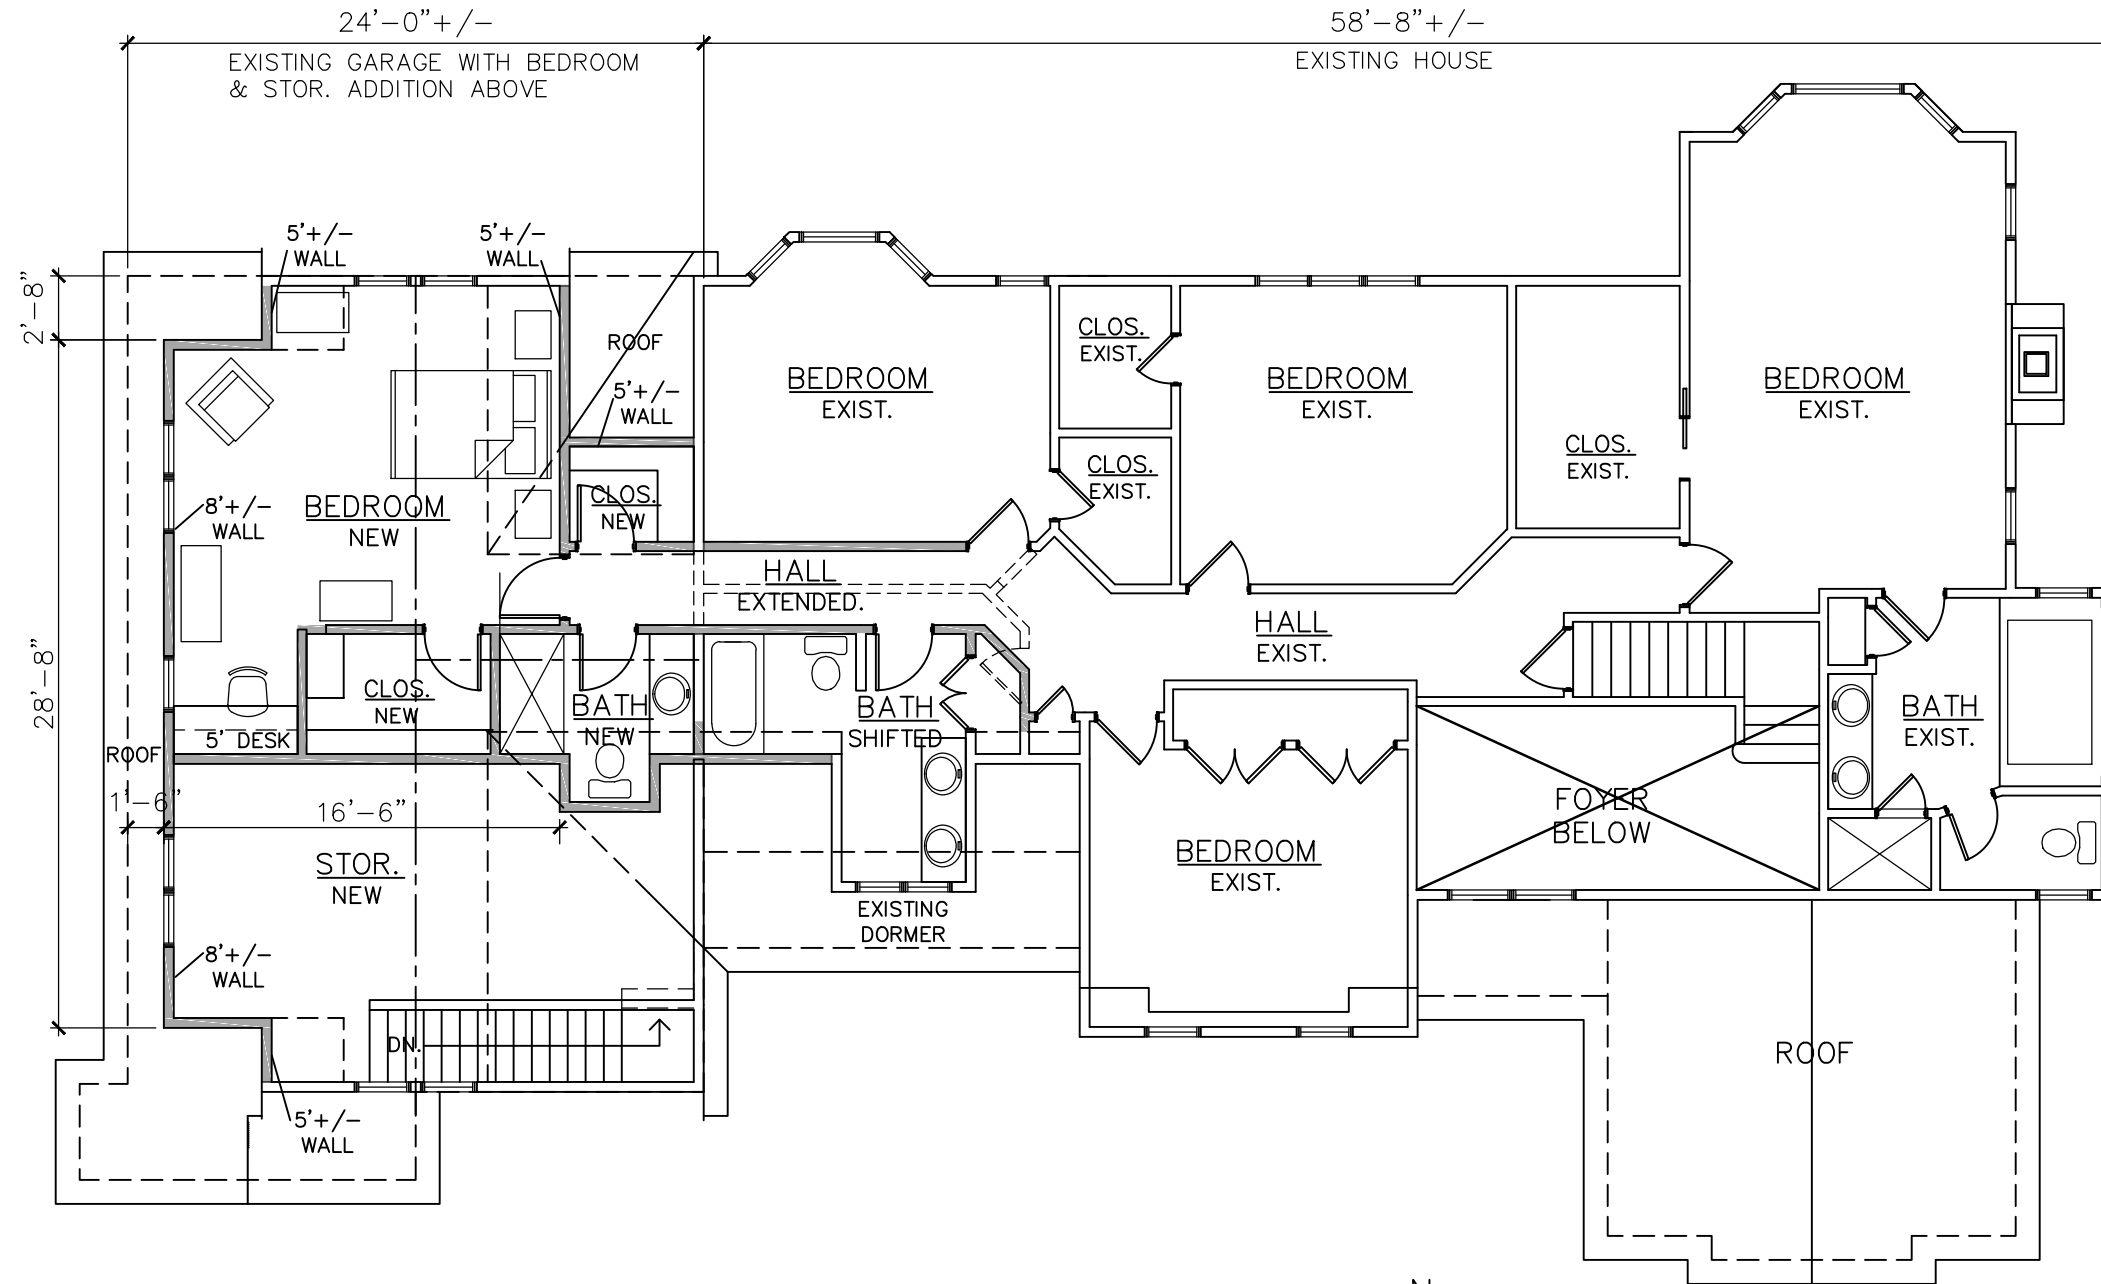 24'-0"+/-
58'-8"+/-
EXISTING GARAGE WITH BEDROOM
& STOR. ADDITION ABOVE
EXISTING HOUSE
5'+/-
WALL
5'+/-
WALL
2'-8"
ROOF
CLOS.
EXIST.
BEDROOM
EXIST.
BEDROOM
EXIST.
BEDROOM
EXIST.
5'+/-
WALL
CLOS.
EXIST.
CLOS.
EXIST.
CLOS.
NEW
BEDROOM
NEW
8'+/-
WALL
HALL
EXTENDED.
HALL
EXIST.
28'-8"
CLOS.
NEW
BATH
NEW
BATH
SHIFTED
BATH
EXIST.
5' DESK
ROOF
1'-6"
16'-6"
FOYER
BELOW
STOR.
NEW
BEDROOM
EXIST.
EXISTING
DORMER
8'+/-
WALL
DN.
ROOF
5'+/-
WALL
N